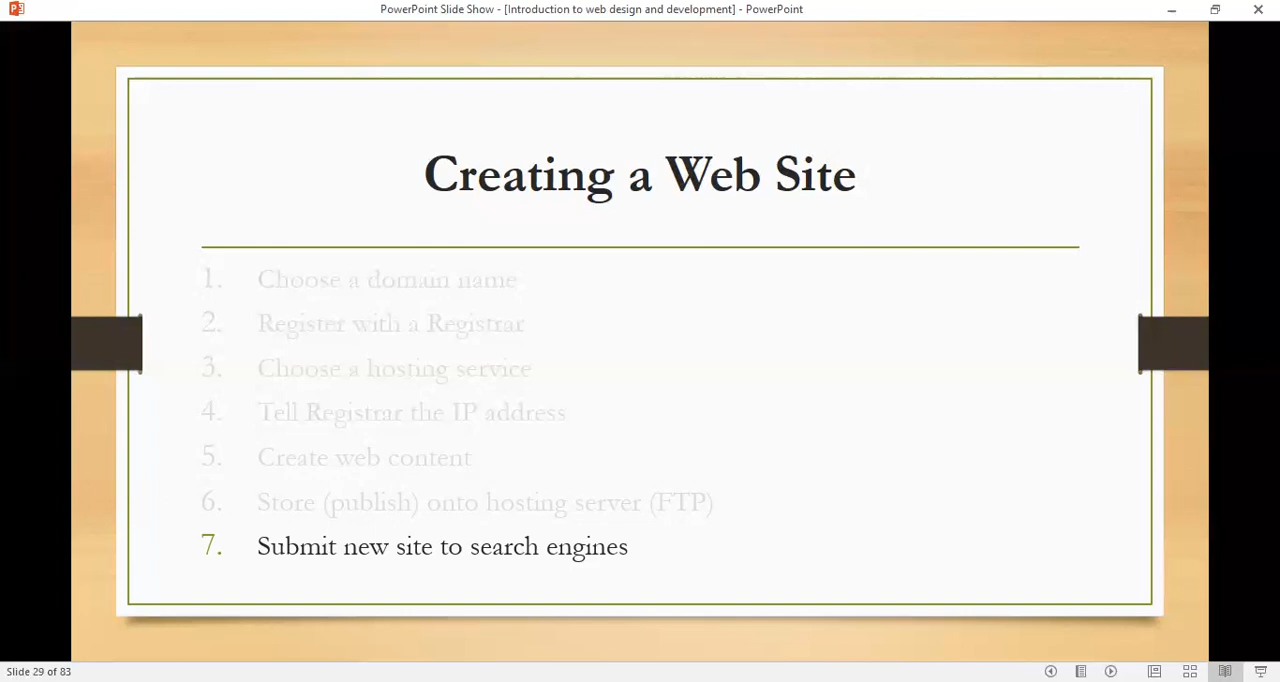 PowerPoint Slide Show - [Introduction to web design and development] - PowerPoint
Creating a Web Site
1. Choose a domain name
2. Register with a Registrar
3. Choose a hosting service
4. Tell Registrar the IP address
5. Create web content
6. Store (publish) onto hosting server (FTP)
7. Submit new site to search engines
Slide 29 of 83